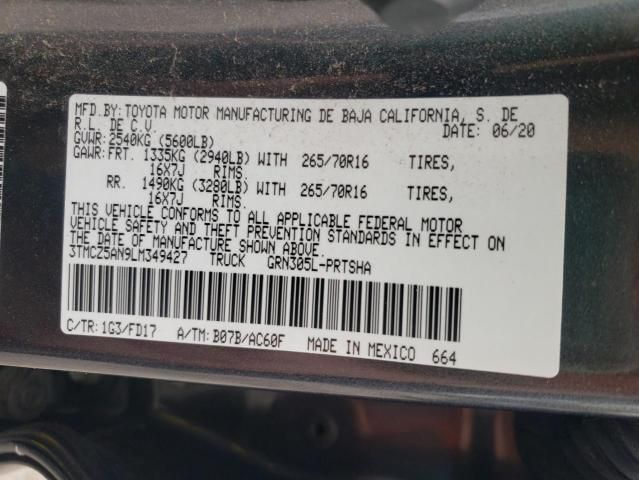 MFD.BY:TOYOTA MOTOR MANUFACTURING DE BAJA CALIFORNIA, S. DE
R.L. DE C.V. DATE: 06/20
GVWR:2540KG (5600LB)
GAWR:FRT. 1335KG (2940LB) WITH 265/70R16 TIRES,
16X7J RIMS.
RR. 1490KG (3280LB) WITH 265/70R16 TIRES,
16X7J RIMS.
THIS VEHICLE CONFORMS TO ALL APPLICABLE FEDERAL MOTOR
VEHICLE SAFETY AND THEFT PREVENTION STANDARDS IN EFFECT ON
THE DATE OF MANUFACTURE SHOWN ABOVE.
3TMCZ5AN9LM349427 TRUCK GRN305L-PRTSHA
C/TR:1G3/FD17 A/TM:B07B/AC60F MADE IN MEXICO 664